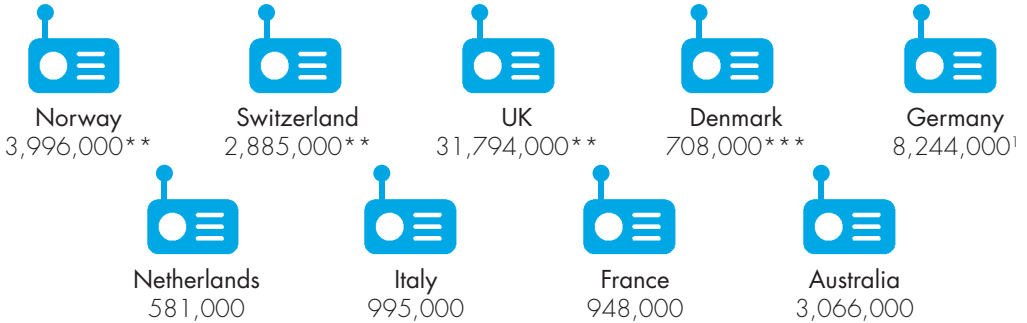 Norway Switzerland UK Denmark Germany
3,996,000** 2,885,000** 31,794,000** 708,000*** 8,244,000¹
Netherlands Italy France Australia
581,000 995,000 948,000 3,066,000